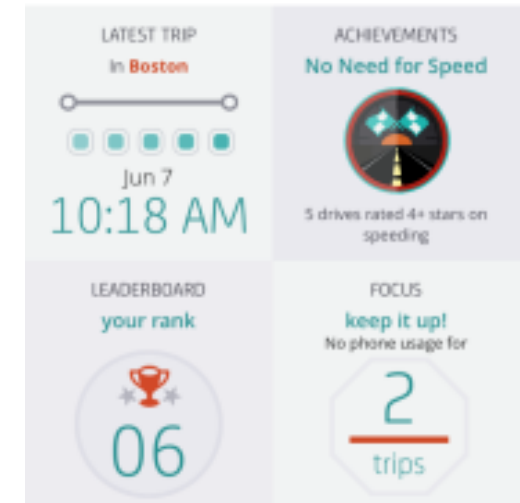 LATEST TRIP
In Boston
Jun 7
10:18 AM
ACHIEVEMENTS
No Need for Speed
5 drives rated 4+ stars on
speeding
LEADERBOARD
your rank
06
FOCUS
keep it up!
No phone usage for
2
trips